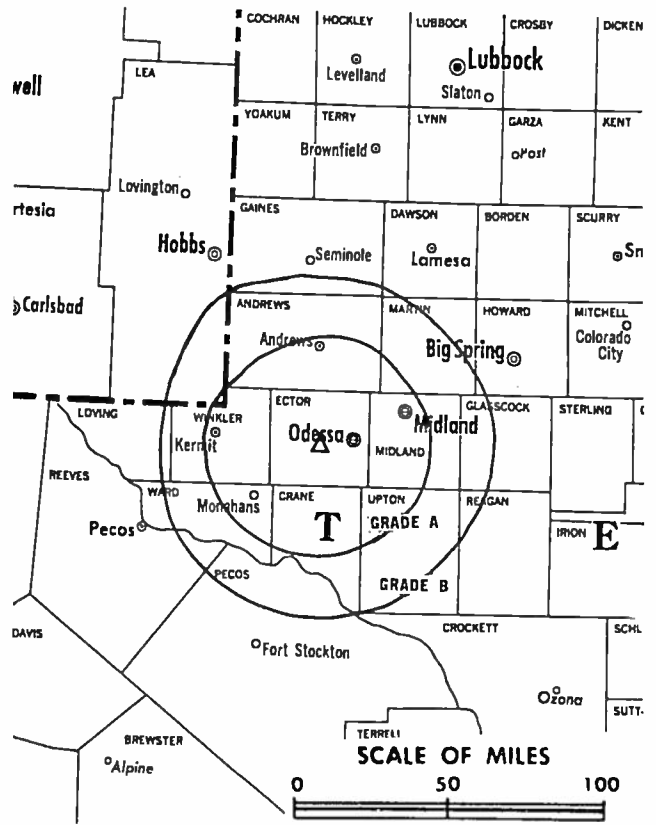 COCHRAN HOCKLEY LUBBOCK CROSBY DICKEN
Lubbock
Levelland
LEA
well
Slaton
YOAKUM TERRY LYNN GARZA KENT
Brownfield
Post
Lovington
rtesia
GAINES DAWSON BORDEN SCURRY
Hobbs
Seminole
Lamesa
Sn
ANDREWS MARTIN HOWARD MITCHELL
Carlsbad
Colorado
City
Andrews
Big Spring
ECTOR GLASSCOCK STERLING
LOVING WINKLER
Midland
Kermit
Odessa
MIDLAND
REEVES
WARD
Monahans
CRANE UPTON REAGAN
Pecos
T
GRADE A
IRION
E
PECOS
GRADE B
DAVIS
CROCKETT
SCHL
Fort Stockton
Ozona
SUTT
TERRELL
BREWSTER
Alpine
SCALE OF MILES
0 50 100